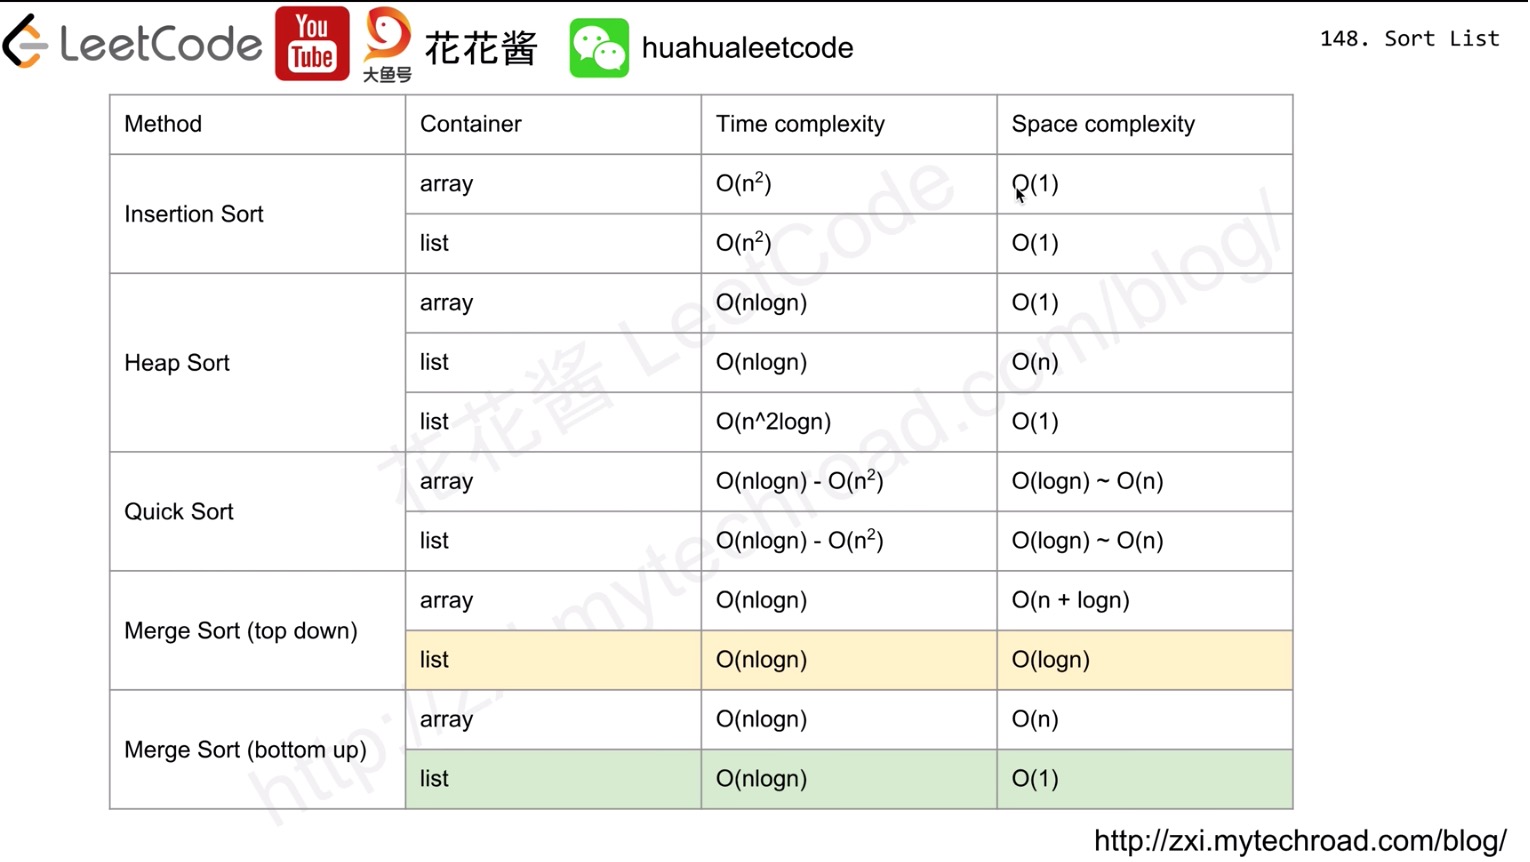 LeetCode You Tube 大鱼号 花花酱 huahualeetcode 148. Sort List
Method Container Time complexity Space complexity
Insertion Sort array O(n²) O(1)
list O(n²) O(1)
Heap Sort array O(nlogn) O(1)
list O(nlogn) O(n)
list O(n^2logn) O(1)
Quick Sort array O(nlogn) - O(n²) O(logn) ~ O(n)
list O(nlogn) - O(n²) O(logn) ~ O(n)
Merge Sort (top down) array O(nlogn) O(n + logn)
list O(nlogn) O(logn)
Merge Sort (bottom up) array O(nlogn) O(n)
list O(nlogn) O(1)
花花酱 LeetCode
http://zxi.mytechroad.com/blog/
http://zxi.mytechroad.com/blog/